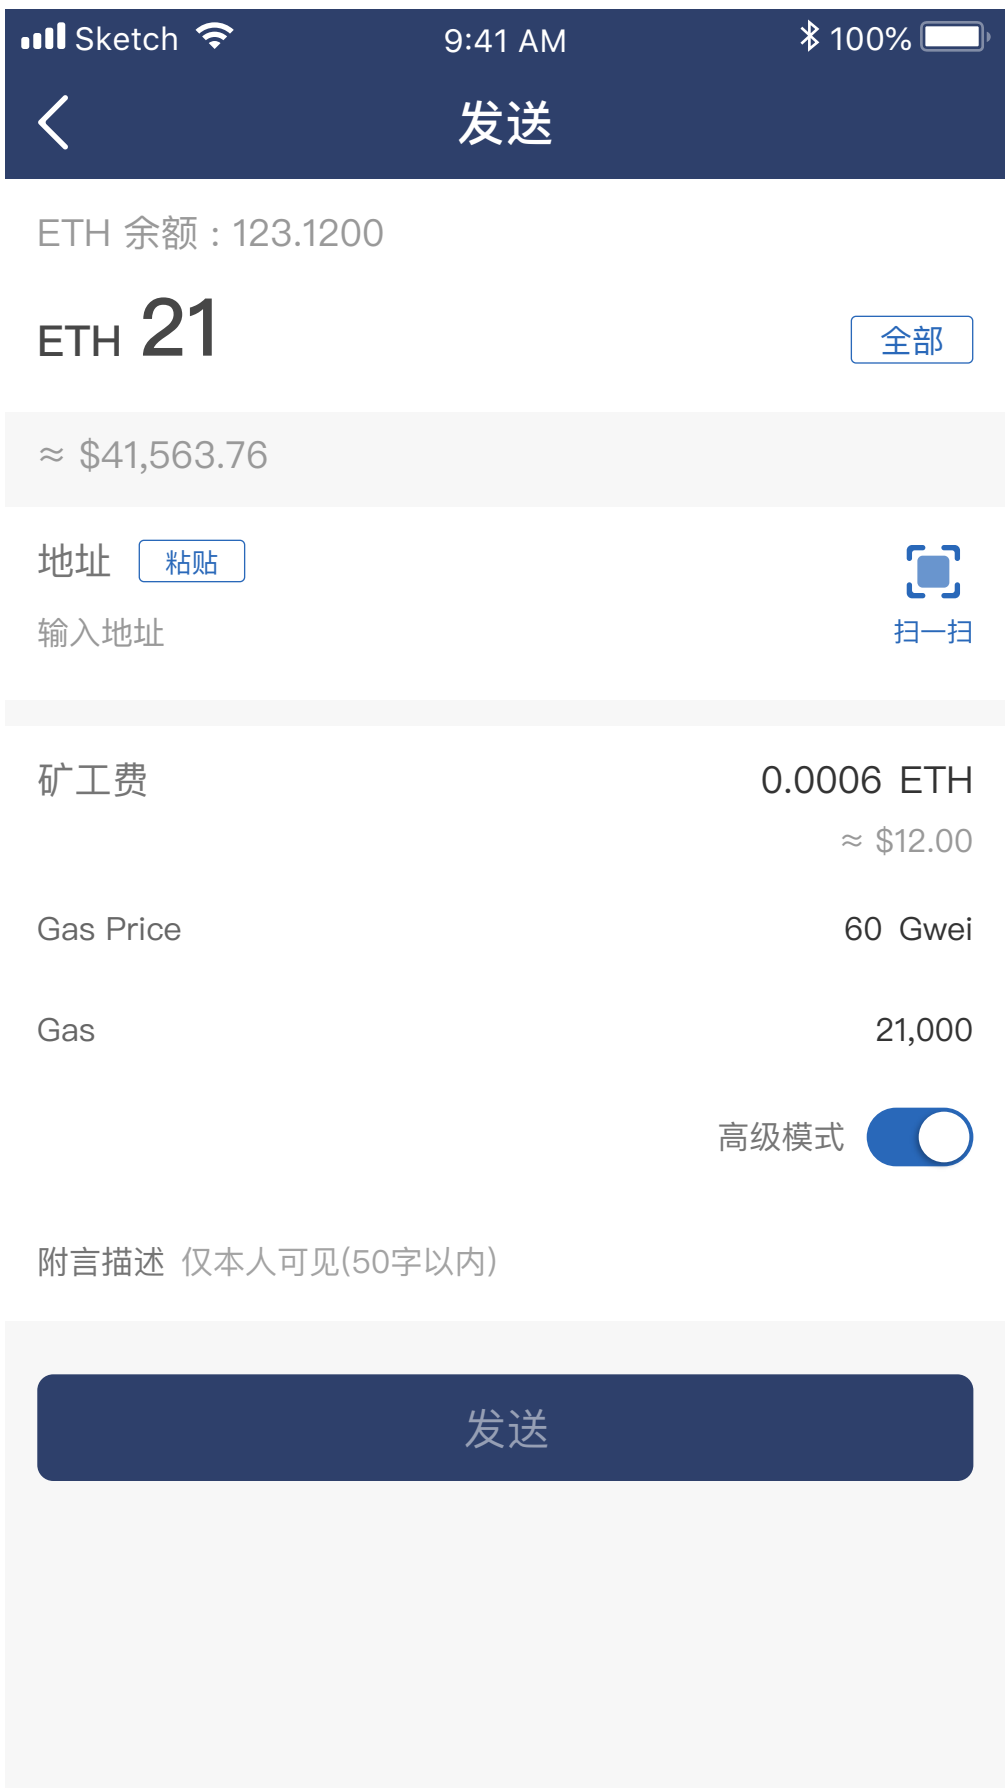 Sketch 9:41 AM 100%
发送
ETH 余额 : 123.1200
ETH 21 全部
≈ $41,563.76
地址 粘贴
输入地址 扫一扫
矿工费 0.0006 ETH
≈ $12.00
Gas Price 60 Gwei
Gas 21,000
高级模式
附言描述 仅本人可见(50字以内)
发送